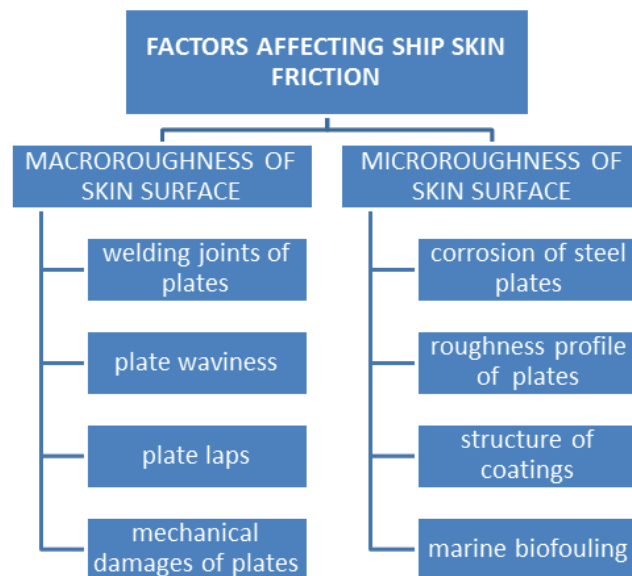 FACTORS AFFECTING SHIP SKIN
FRICTION
MACROROUGHNESS OF
SKIN SURFACE
welding joints of
plates
plate waviness
plate laps
mechanical
damages of plates
MICROROUGHNESS OF
SKIN SURFACE
corrosion of steel
plates
roughness profile
of plates
structure of
coatings
marine biofouling